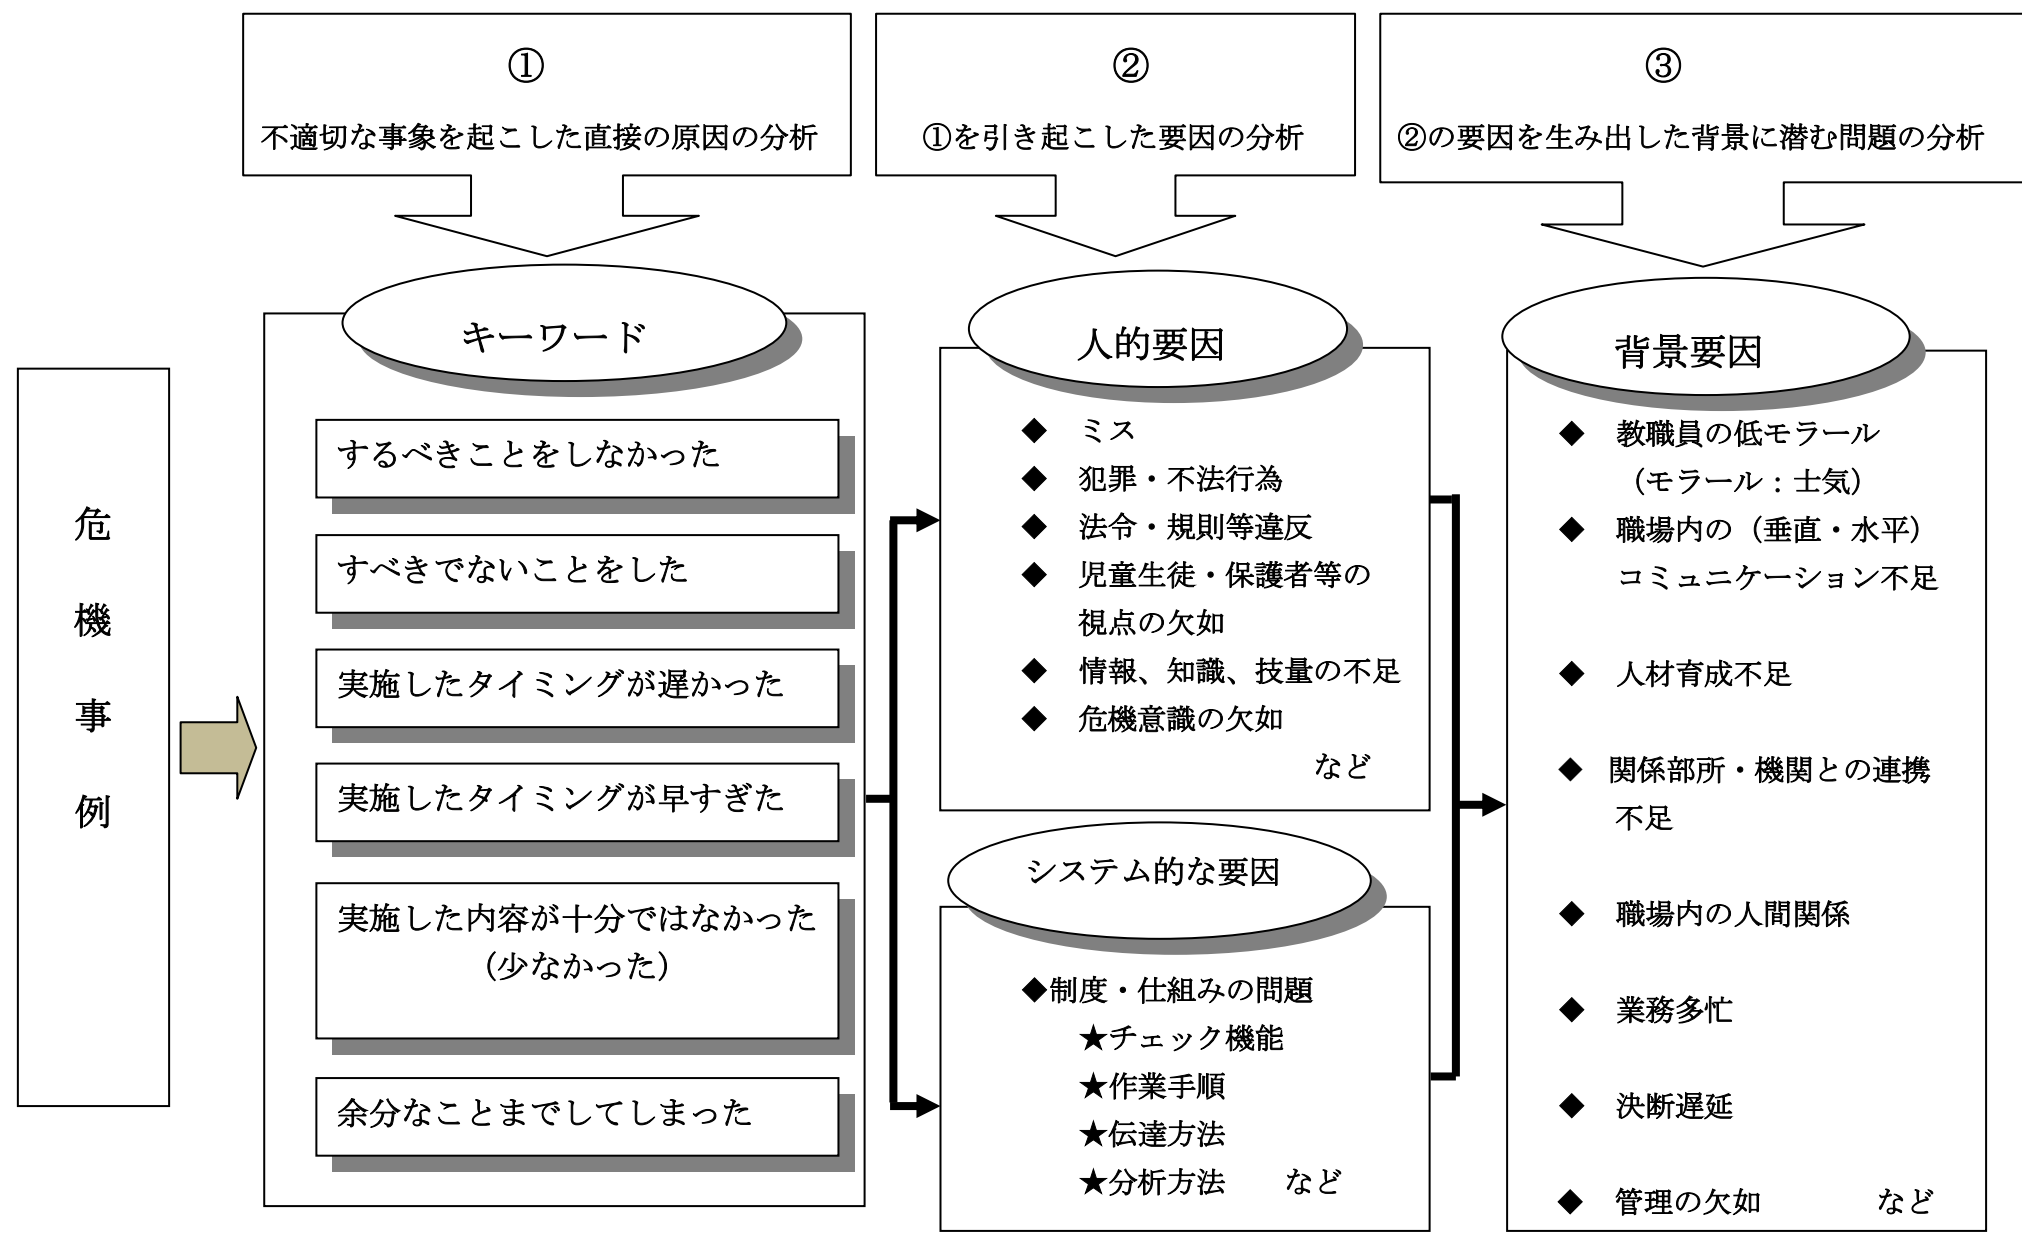 ①
不適切な事象を起こした直接の原因の分析
②
①を引き起こした要因の分析
③
②の要因を生み出した背景に潜む問題の分析
危機事例
キーワード
するべきことをしなかった
すべきでないことをした
実施したタイミングが遅かった
実施したタイミングが早すぎた
実施した内容が十分ではなかった
（少なかった）
余分なことまでしてしまった
人的要因
◆ ミス
◆ 犯罪・不法行為
◆ 法令・規則等違反
◆ 児童生徒・保護者等の
視点の欠如
◆ 情報、知識、技量の不足
◆ 危機意識の欠如
など
システム的な要因
◆制度・仕組みの問題
★チェック機能
★作業手順
★伝達方法
★分析方法 など
背景要因
◆ 教職員の低モラール
（モラール：士気）
◆ 職場内の（垂直・水平）
コミュニケーション不足
◆ 人材育成不足
◆ 関係部所・機関との連携
不足
◆ 職場内の人間関係
◆ 業務多忙
◆ 決断遅延
◆ 管理の欠如 など